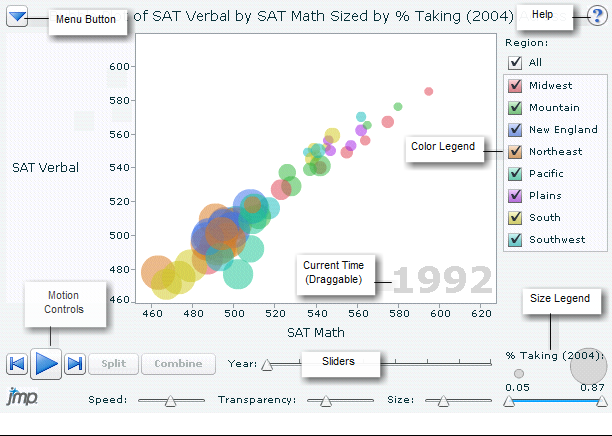 Menu Button
of SAT Verbal by SAT Math Sized by % Taking (2004)
Help
?
Region:
All
Midwest
Mountain
New England
Northeast
Pacific
Plains
South
Southwest
Color Legend
SAT Verbal
600
580
560
540
520
500
480
460
460 480 500 520 540 560 580 600 620
SAT Math
Current Time
(Draggable)
1992
Motion
Controls
Size Legend
Split
Combine
Year:
Sliders
% Taking (2004):
0.05 0.87
jmp
Speed:
Transparency:
Size: